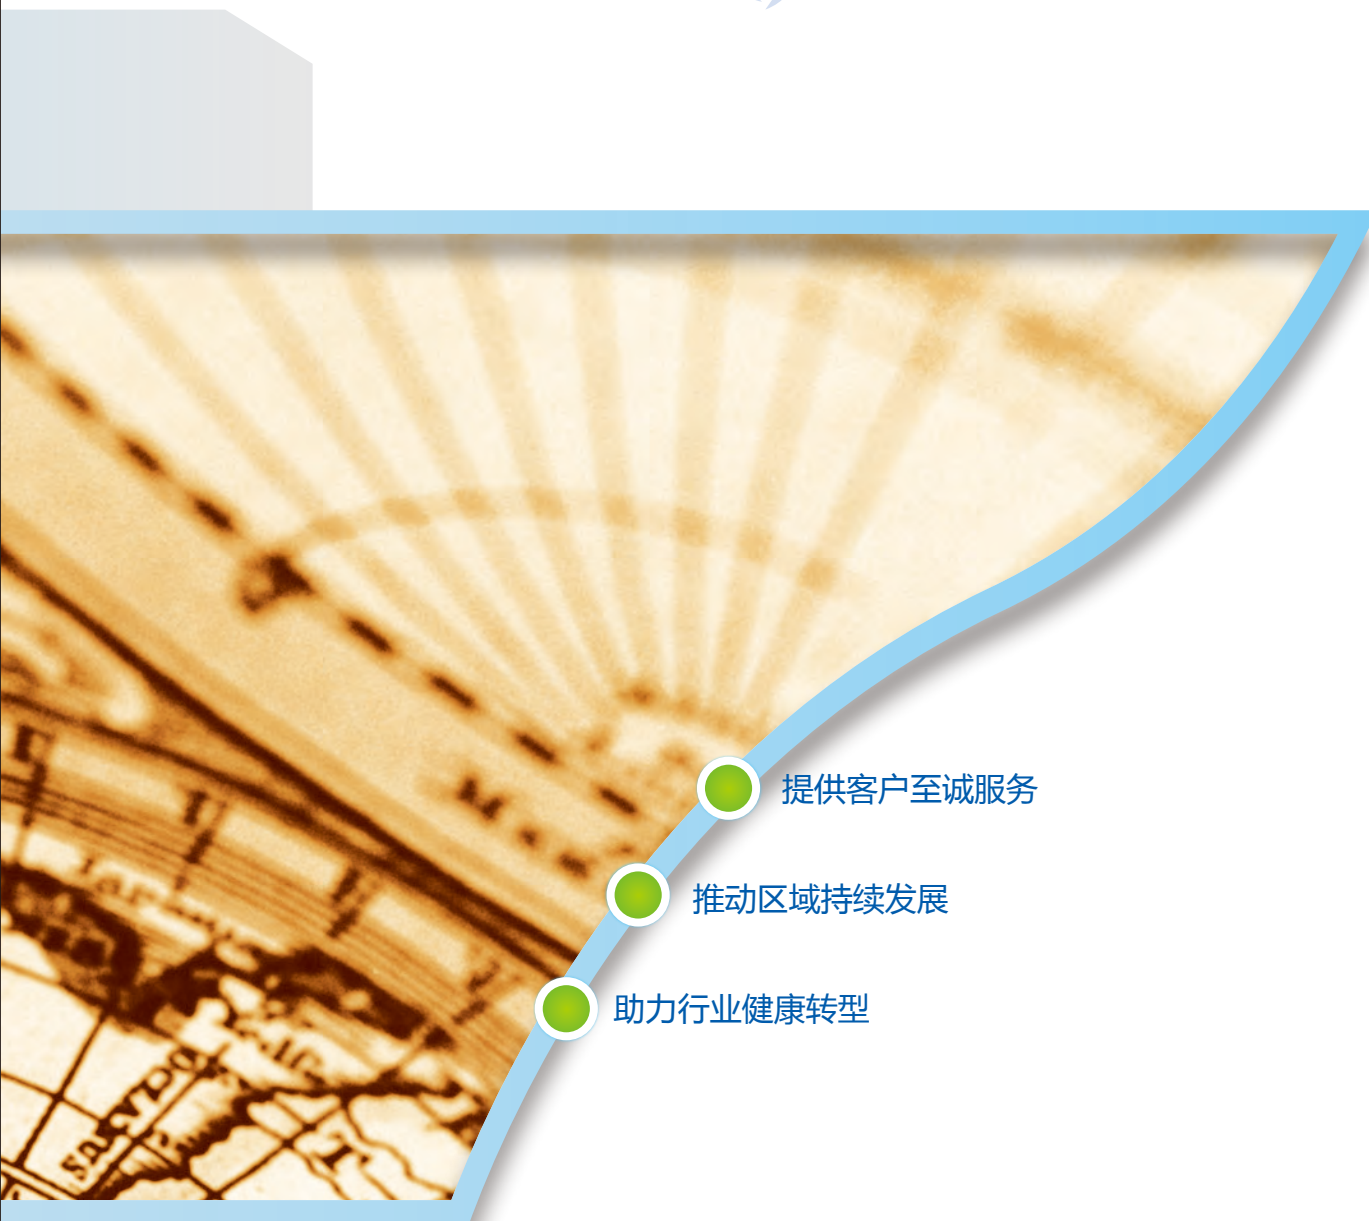 提供客户至诚服务
推动区域持续发展
助力行业健康转型